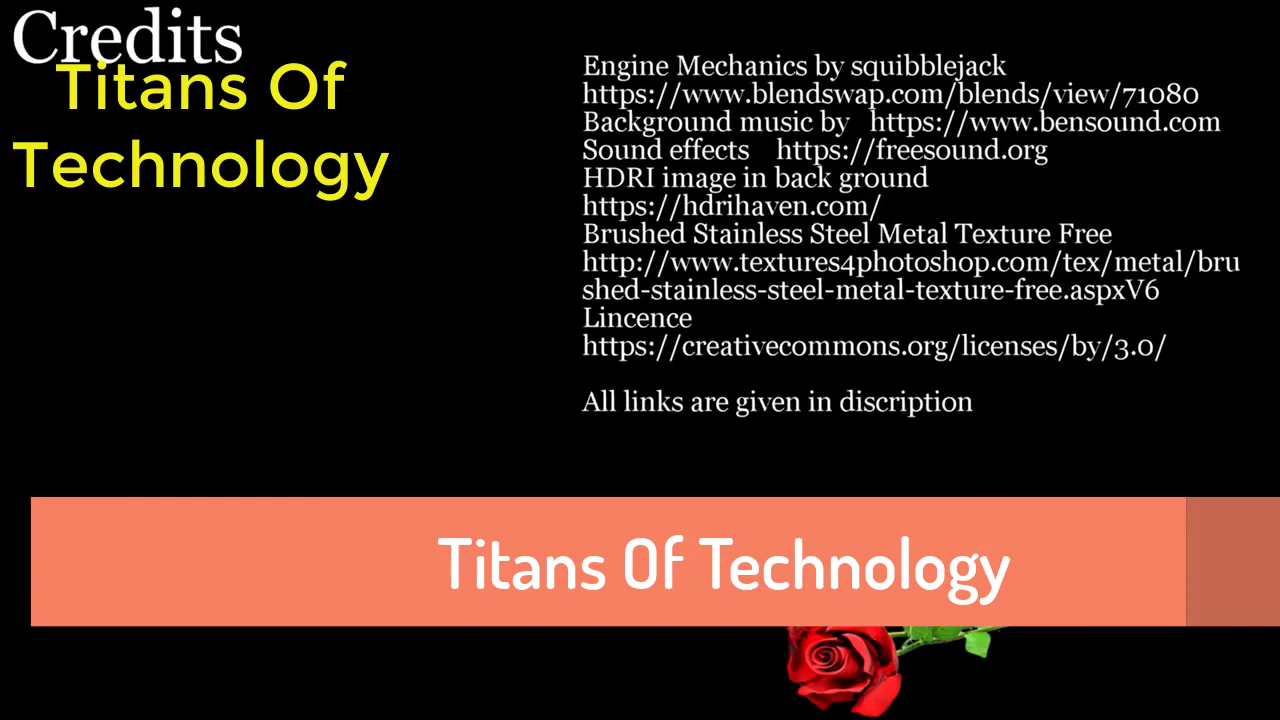 Credits
Titans Of
Technology
Engine Mechanics by squibblejack
https://www.blendswap.com/blends/view/71080
Background music by https://www.bensound.com
Sound effects https://freesound.org
HDRI image in back ground
https://hdrihaven.com/
Brushed Stainless Steel Metal Texture Free
http://www.textures4photoshop.com/tex/metal/bru
shed-stainless-steel-metal-texture-free.aspxV6
Lincence
https://creativecommons.org/licenses/by/3.0/
All links are given in discription
Titans Of Technology